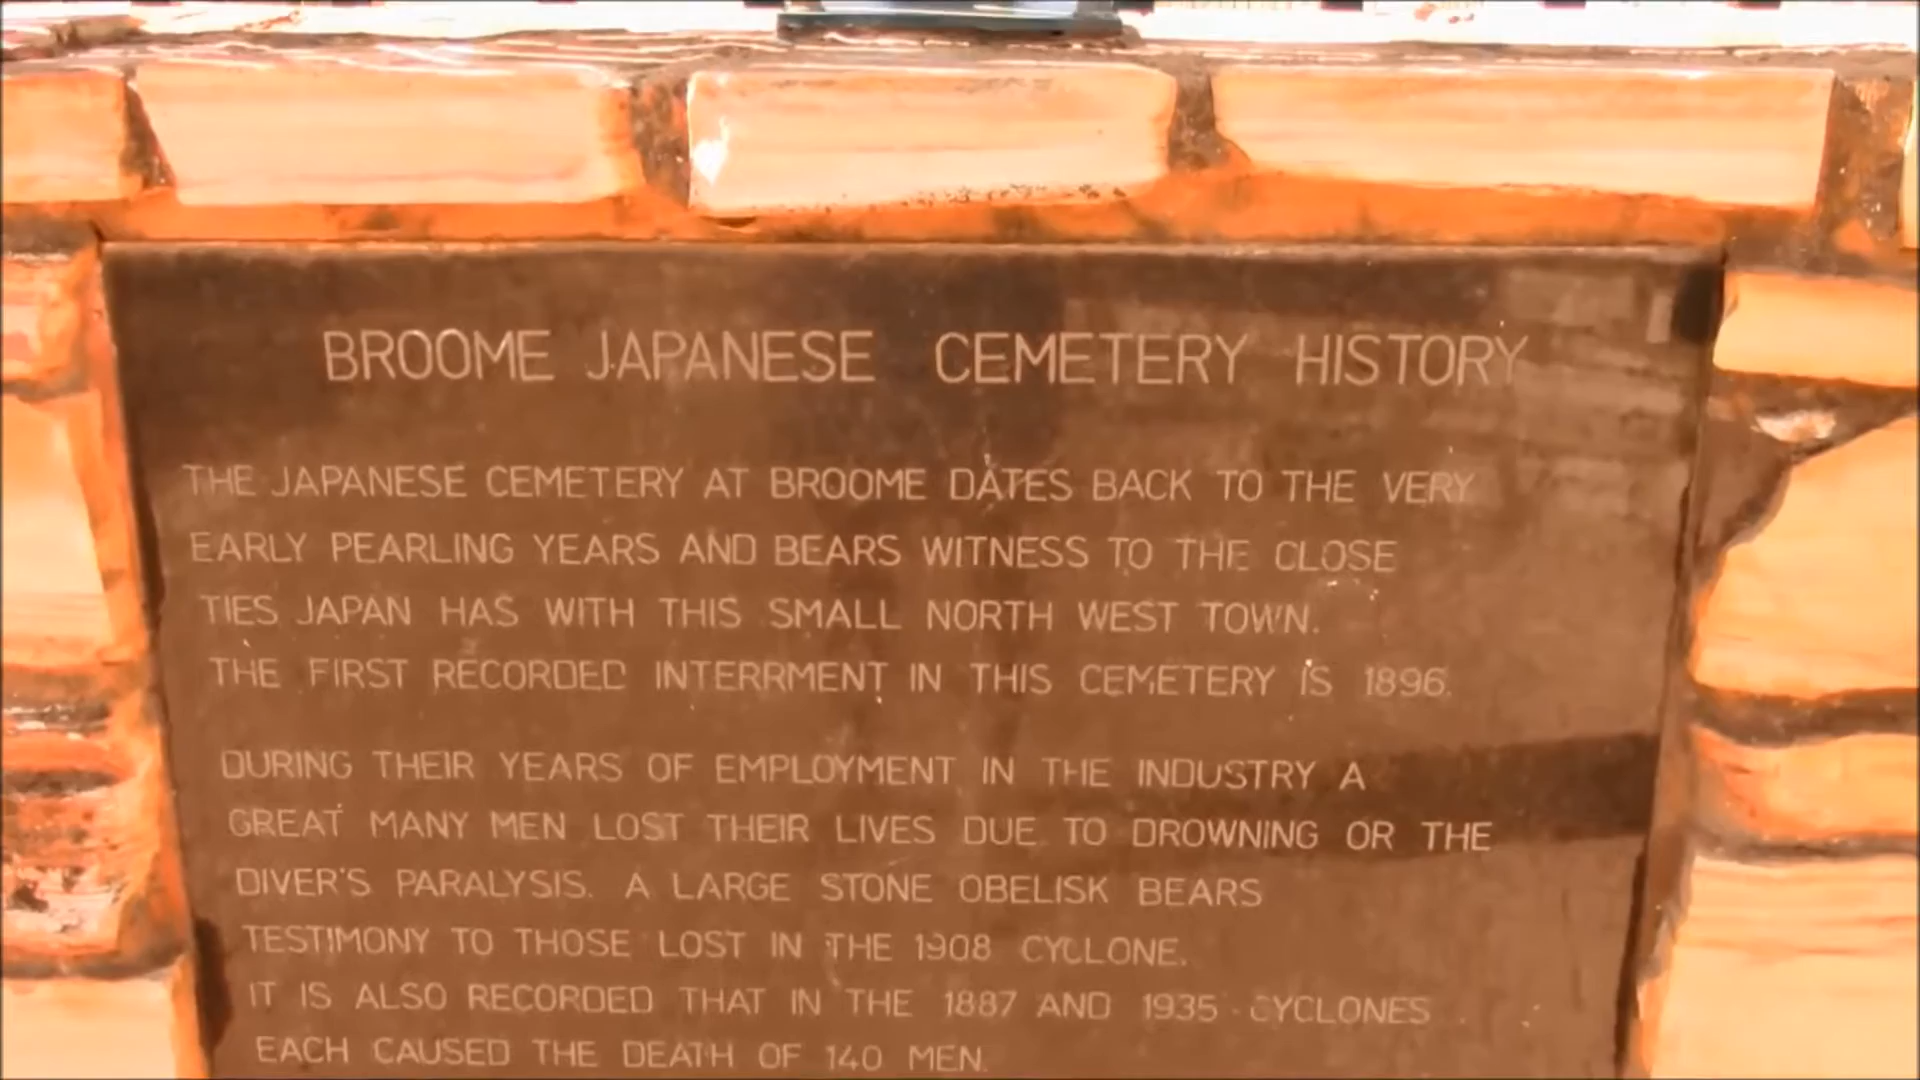 BROOME JAPANESE CEMETERY HISTORY
THE JAPANESE CEMETERY AT BROOME DATES BACK TO THE VERY
EARLY PEARLING YEARS AND BEARS WITNESS TO THE CLOSE
TIES JAPAN HAS WITH THIS SMALL NORTH WEST TOWN.
THE FIRST RECORDED INTERRMENT IN THIS CEMETERY IS 1896.
DURING THEIR YEARS OF EMPLOYMENT IN THE INDUSTRY A
GREAT MANY MEN LOST THEIR LIVES DUE TO DROWNING OR THE
DIVER'S PARALYSIS. A LARGE STONE OBELISK BEARS
TESTIMONY TO THOSE LOST IN THE 1908 CYCLONE.
IT IS ALSO RECORDED THAT IN THE 1887 AND 1935 CYCLONES
EACH CAUSED THE DEATH OF 140 MEN.